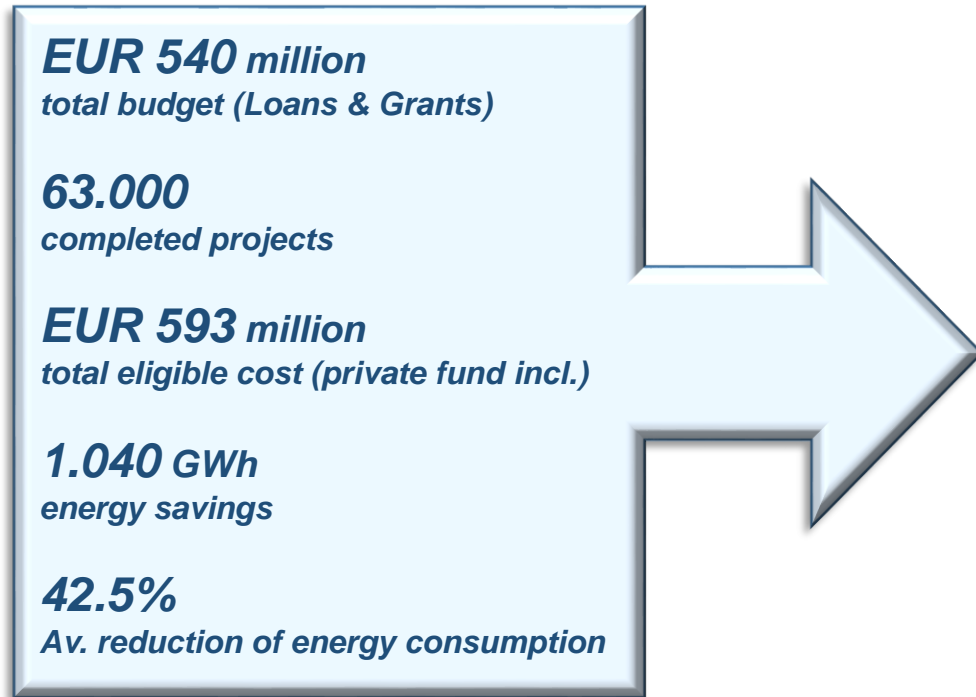 EUR 540 million
total budget (Loans & Grants)
63.000
completed projects
EUR 593 million
total eligible cost (private fund incl.)
1.040 GWh
energy savings
42.5%
Av. reduction of energy consumption